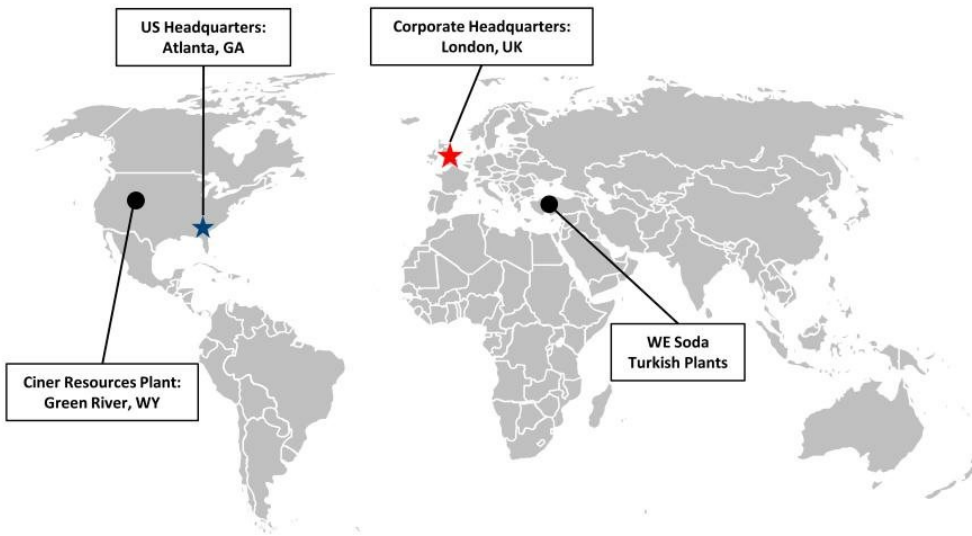 US Headquarters:
Atlanta, GA
Corporate Headquarters:
London, UK
WE Soda
Turkish Plants
Ciner Resources Plant:
Green River, WY